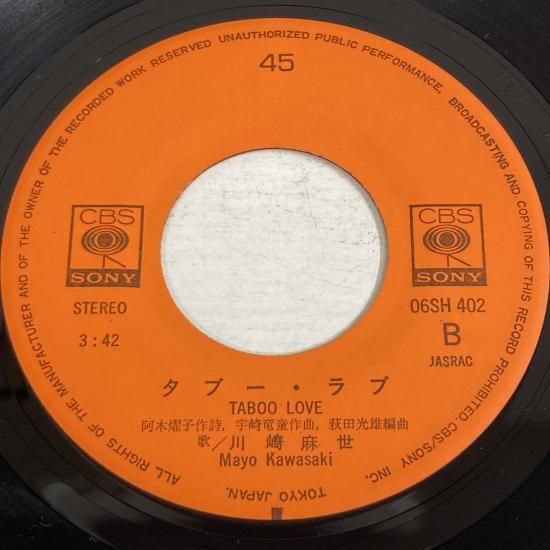 ALL RIGHTS OF THE MANUFACTURER AND OF THE OWNER OF THE RECORDED WORK RESERVED UNAUTHORIZED PUBLIC PERFORMANCE, BROADCASTING AND COPYING OF THIS RECORD PROHIBITED. CBS/SONY INC. TOKYO JAPAN.
45
CBS
SONY
CBS
SONY
STEREO
06SH 402
3:42
B
JASRAC
タブー・ラブ
TABOO LOVE
阿木燿子作詩, 宇崎竜童作曲, 萩田光雄編曲
歌/川﨑麻世
Mayo Kawasaki